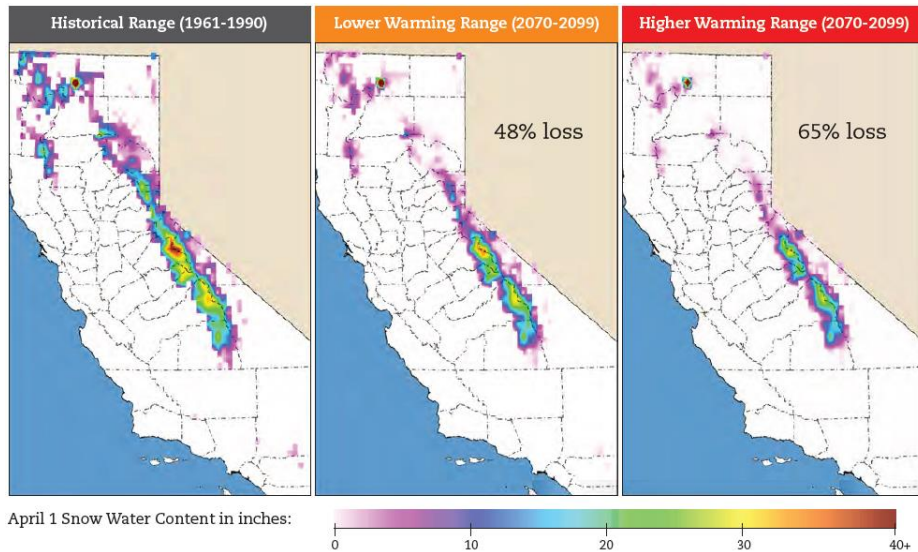 Historical Range (1961-1990)
Lower Warming Range (2070-2099)
Higher Warming Range (2070-2099)
48% loss
65% loss
April 1 Snow Water Content in inches:
0 10 20 30 40+